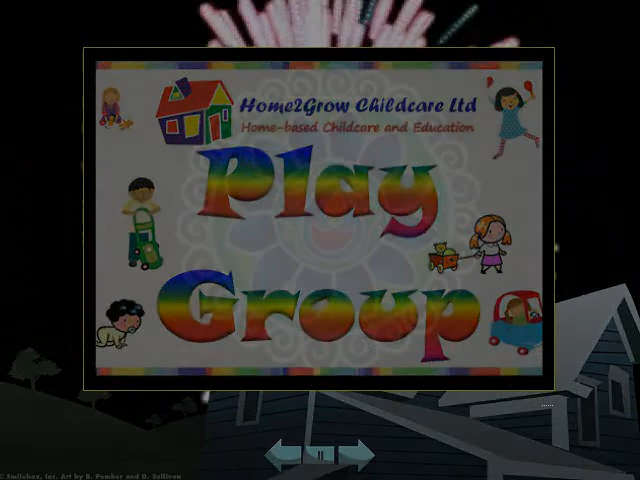 Home2Grow Childcare Ltd
Home-based Childcare and Education
Play
Group
© Smilebox, Inc. Art by B. Pember and D. Sullivan